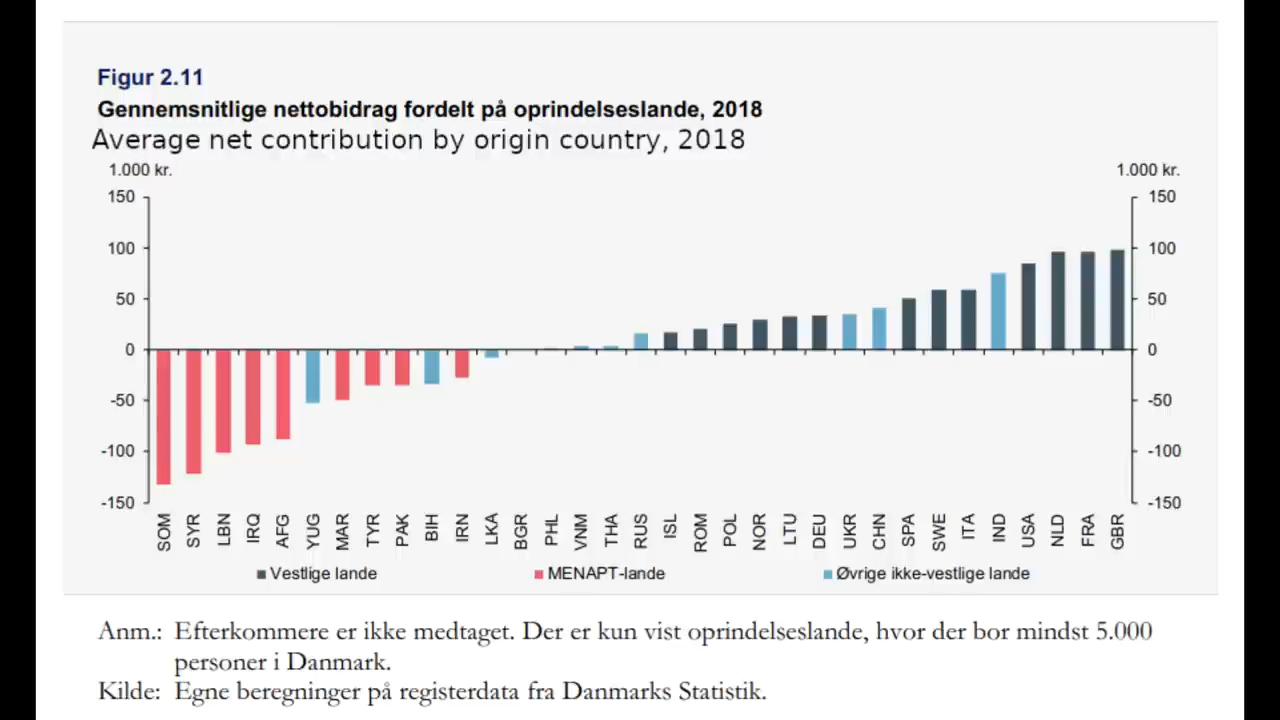 Figur 2.11
Gennemsnitlige nettobidrag fordelt på oprindelseslande, 2018
Average net contribution by origin country, 2018
1.000 kr. 1.000 kr.
150 150
100 100
50 50
0 0
-50 -50
-100 -100
-150 -150
SOM SYR LBN IRQ AFG YUG MAR TYR PAK BIH IRN LKA BGR PHL VNM THA RUS ISL ROM POL NOR LTU DEU UKR CHN SPA SWE ITA IND USA NLD FRA GBR
Vestlige lande MENAPT-lande Øvrige ikke-vestlige lande
Anm.: Efterkommere er ikke medtaget. Der er kun vist oprindelseslande, hvor der bor mindst 5.000
personer i Danmark.
Kilde: Egne beregninger på registerdata fra Danmarks Statistik.